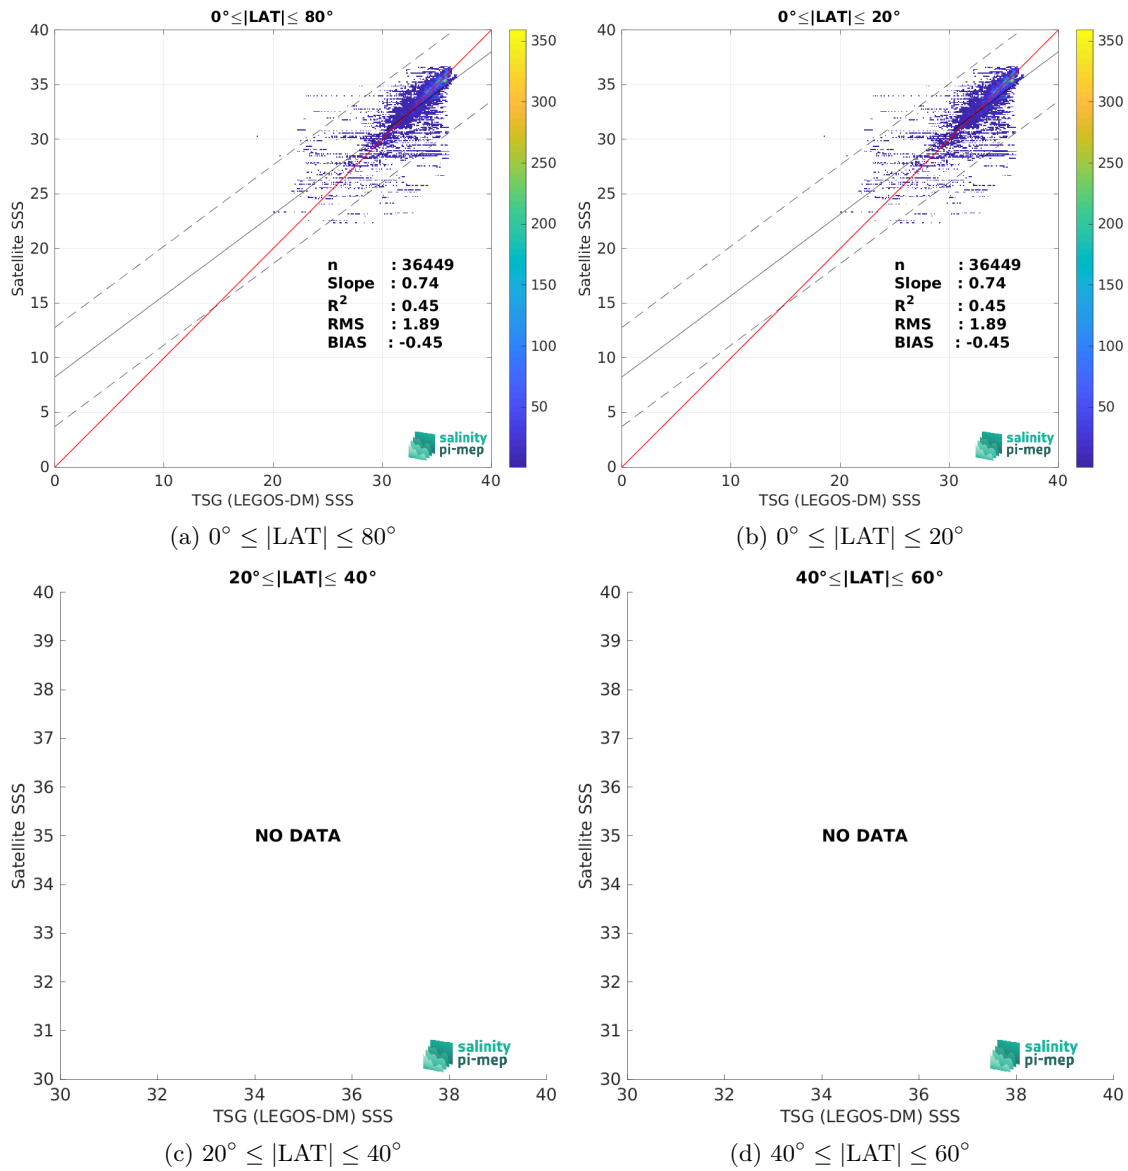 0°≤|LAT|≤ 80°
40
35
30
25
20
15
10
5
0
0
10
20
30
40
Satellite SSS
TSG (LEGOS-DM) SSS
n : 36449
Slope : 0.74
R² : 0.45
RMS : 1.89
BIAS : -0.45
salinity
pi-mep
350
300
250
200
150
100
50
(a) 0° ≤ |LAT| ≤ 80°
0°≤|LAT|≤ 20°
40
35
30
25
20
15
10
5
0
0
10
20
30
40
Satellite SSS
TSG (LEGOS-DM) SSS
n : 36449
Slope : 0.74
R² : 0.45
RMS : 1.89
BIAS : -0.45
salinity
pi-mep
350
300
250
200
150
100
50
(b) 0° ≤ |LAT| ≤ 20°
20°≤|LAT|≤ 40°
40
39
38
37
36
35
34
33
32
31
30
30
32
34
36
38
40
Satellite SSS
TSG (LEGOS-DM) SSS
NO DATA
salinity
pi-mep
(c) 20° ≤ |LAT| ≤ 40°
40°≤|LAT|≤ 60°
40
39
38
37
36
35
34
33
32
31
30
30
32
34
36
38
40
Satellite SSS
TSG (LEGOS-DM) SSS
NO DATA
salinity
pi-mep
(d) 40° ≤ |LAT| ≤ 60°